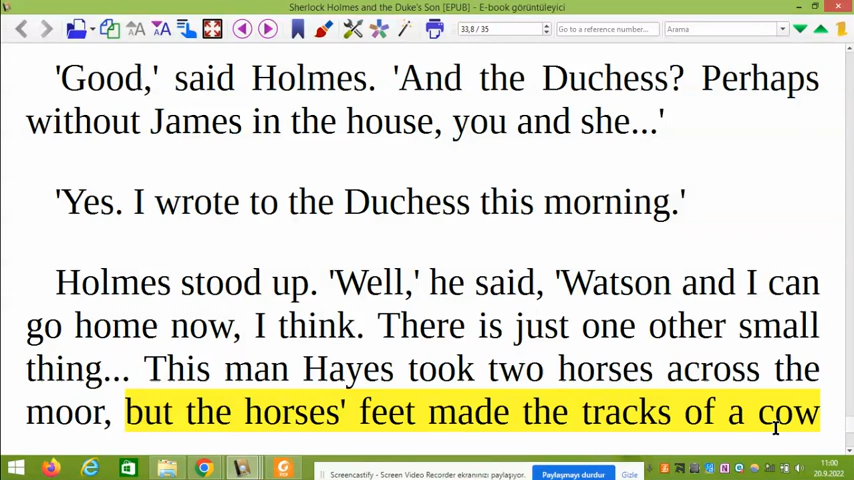 Sherlock Holmes and the Duke's Son [EPUB] - E-book görüntüleyici
33,8 / 35
Go to a reference number...
Arama
'Good,' said Holmes. 'And the Duchess? Perhaps
without James in the house, you and she...'
'Yes. I wrote to the Duchess this morning.'
Holmes stood up. 'Well,' he said, 'Watson and I can
go home now, I think. There is just one other small
thing... This man Hayes took two horses across the
moor, but the horses' feet made the tracks of a cow
Screencastify - Screen Video Recorder ekranınızı paylaşıyor.
Paylaşmayı durdur
Gizle
11:00
20.9.2022